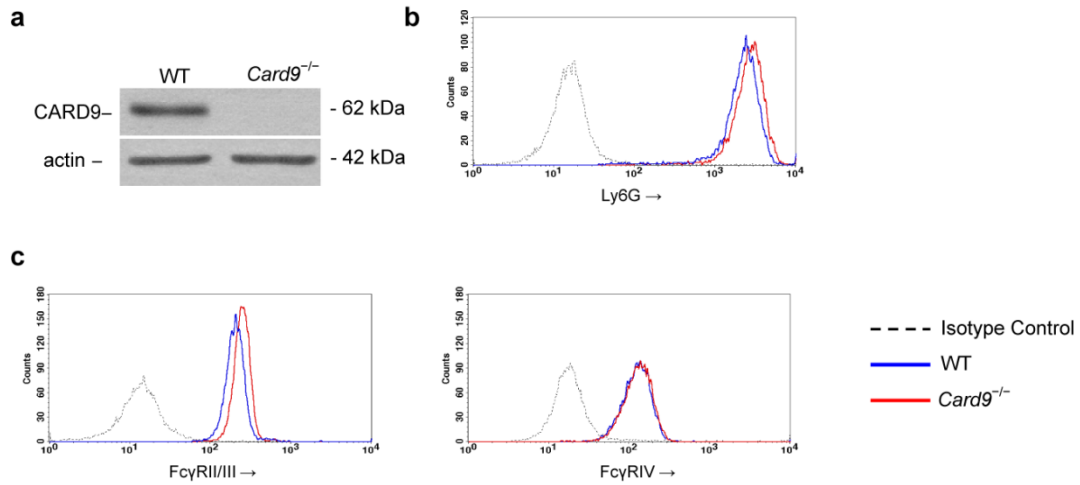 a
WT Card9⁻/⁻
CARD9– - 62 kDa
actin – - 42 kDa
b
120
100
80
60
40
20
0
Counts
10⁰ 10¹ 10² 10³ 10⁴
Ly6G →
c
180
150
120
90
60
30
0
Counts
10⁰ 10¹ 10² 10³ 10⁴
FcγRII/III →
180
150
120
90
60
30
0
Counts
10⁰ 10¹ 10² 10³ 10⁴
FcγRIV →
Isotype Control
WT
Card9⁻/⁻